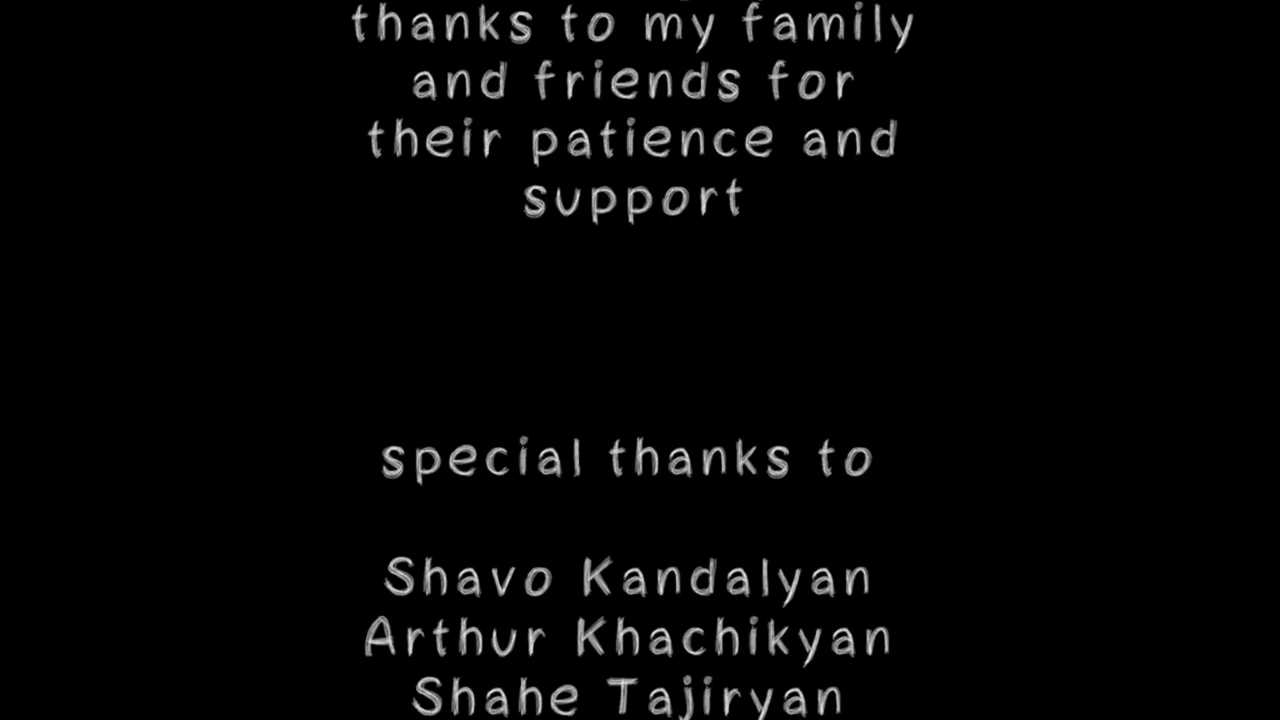 thanks to my family
and friends for
their patience and
support
special thanks to
Shavo Kandalyan
Arthur Khachikyan
Shahe Tajiryan